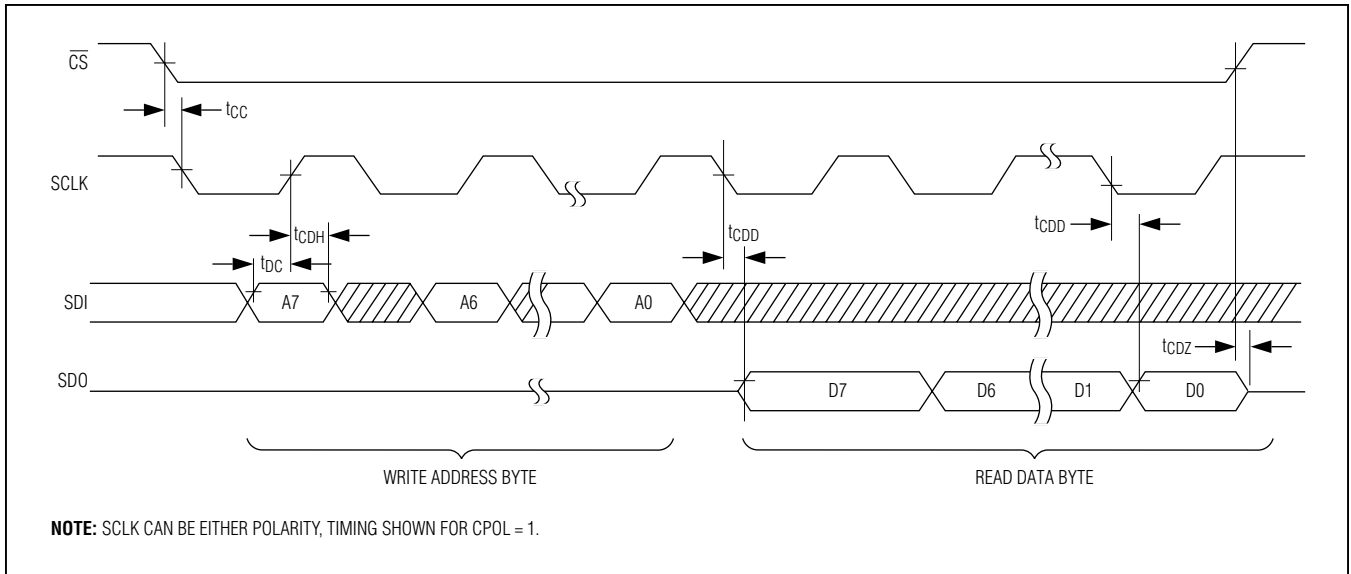 CS
tCC
SCLK
tCDH
tCDD
tCDD
tDC
SDI
A7
A6
A0
tCDZ
SDO
D7
D6
D1
D0
WRITE ADDRESS BYTE
READ DATA BYTE
NOTE: SCLK CAN BE EITHER POLARITY, TIMING SHOWN FOR CPOL = 1.